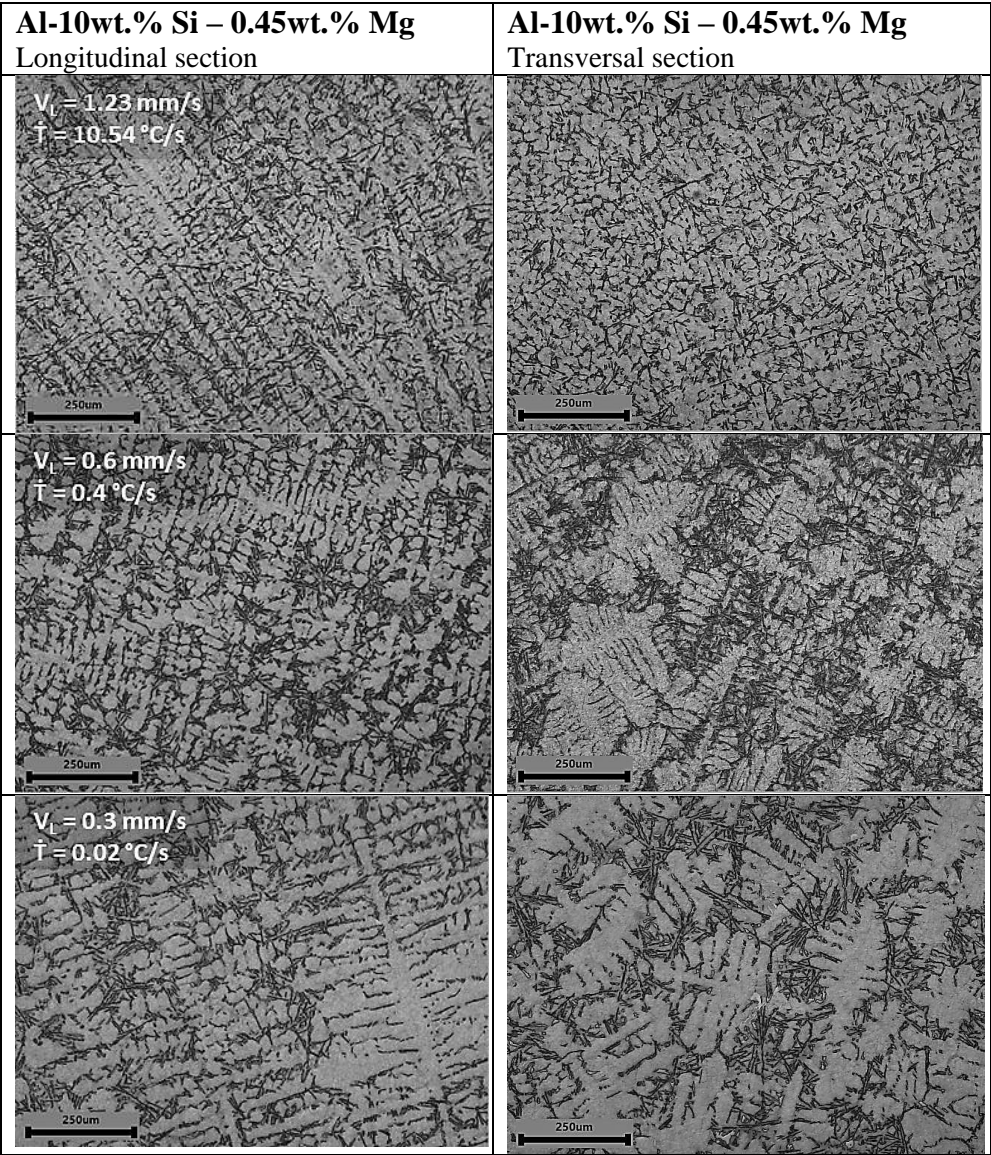 Al-10wt.% Si – 0.45wt.% Mg
Longitudinal section
Al-10wt.% Si – 0.45wt.% Mg
Transversal section
V_L = 1.23 mm/s
Ṫ = 10.54 °C/s
250um
250um
V_L = 0.6 mm/s
Ṫ = 0.4 °C/s
250um
250um
V_L = 0.3 mm/s
Ṫ = 0.02 °C/s
250um
250um